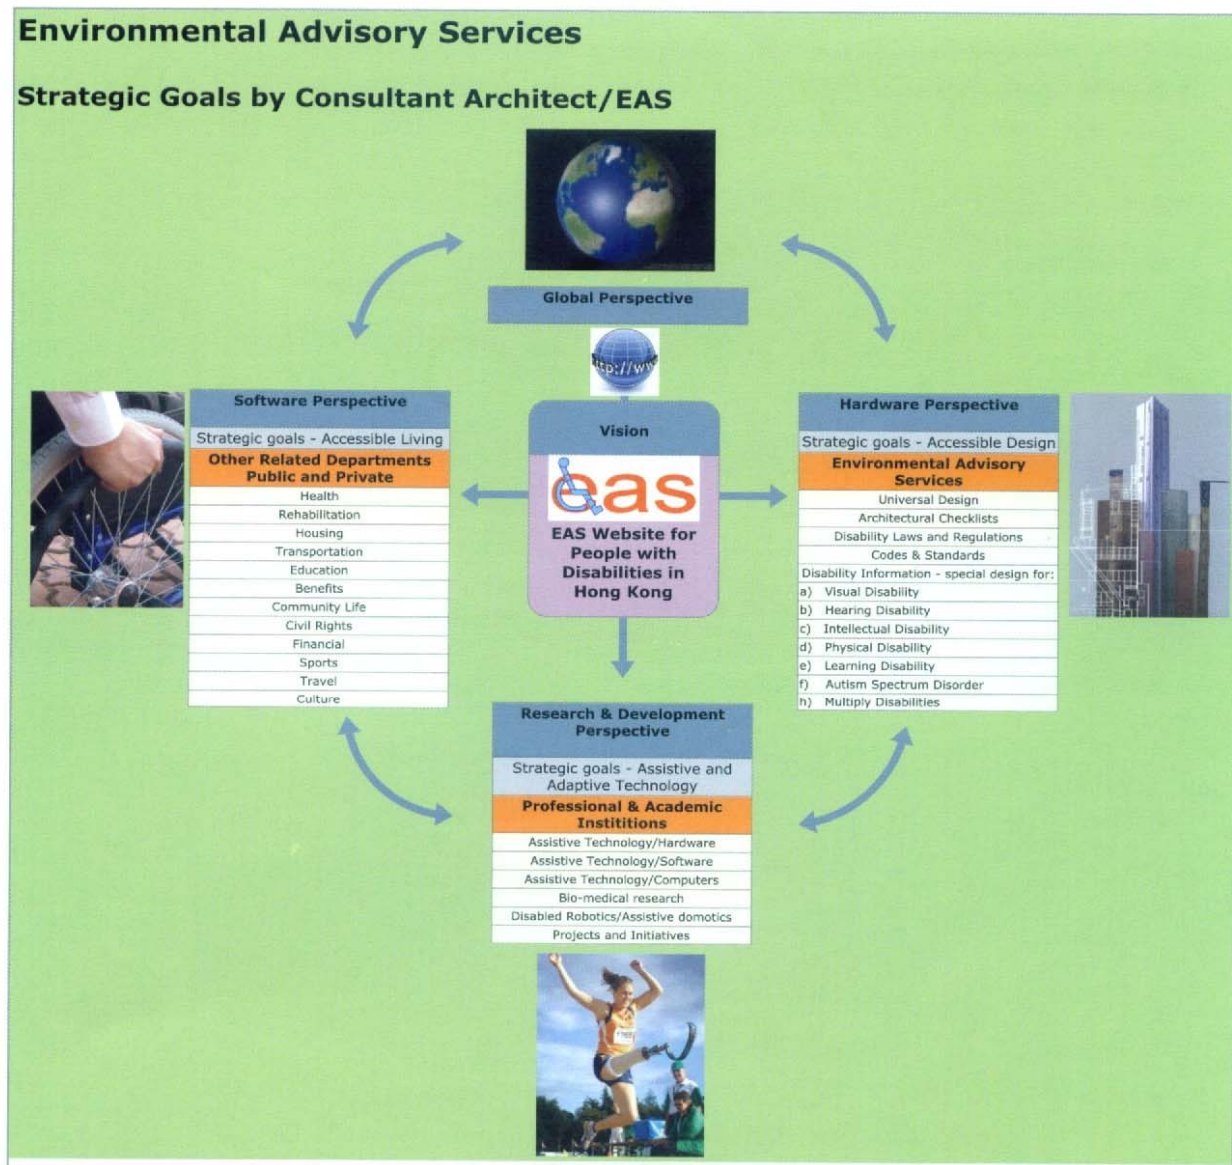 Environmental Advisory Services
Strategic Goals by Consultant Architect/EAS
Global Perspective
http://www
Software Perspective
Strategic goals - Accessible Living
Other Related Departments
Public and Private
Health
Rehabilitation
Housing
Transportation
Education
Benefits
Community Life
Civil Rights
Financial
Sports
Travel
Culture
Vision
eas
EAS Website for
People with
Disabilities in
Hong Kong
Hardware Perspective
Strategic goals - Accessible Design
Environmental Advisory
Services
Universal Design
Architectural Checklists
Disability Laws and Regulations
Codes & Standards
Disability Information - special design for:
a) Visual Disability
b) Hearing Disability
c) Intellectual Disability
d) Physical Disability
e) Learning Disability
f) Autism Spectrum Disorder
h) Multiply Disabilities
Research & Development
Perspective
Strategic goals - Assistive and
Adaptive Technology
Professional & Academic
Instititions
Assistive Technology/Hardware
Assistive Technology/Software
Assistive Technology/Computers
Bio-medical research
Disabled Robotics/Assistive domotics
Projects and Initiatives